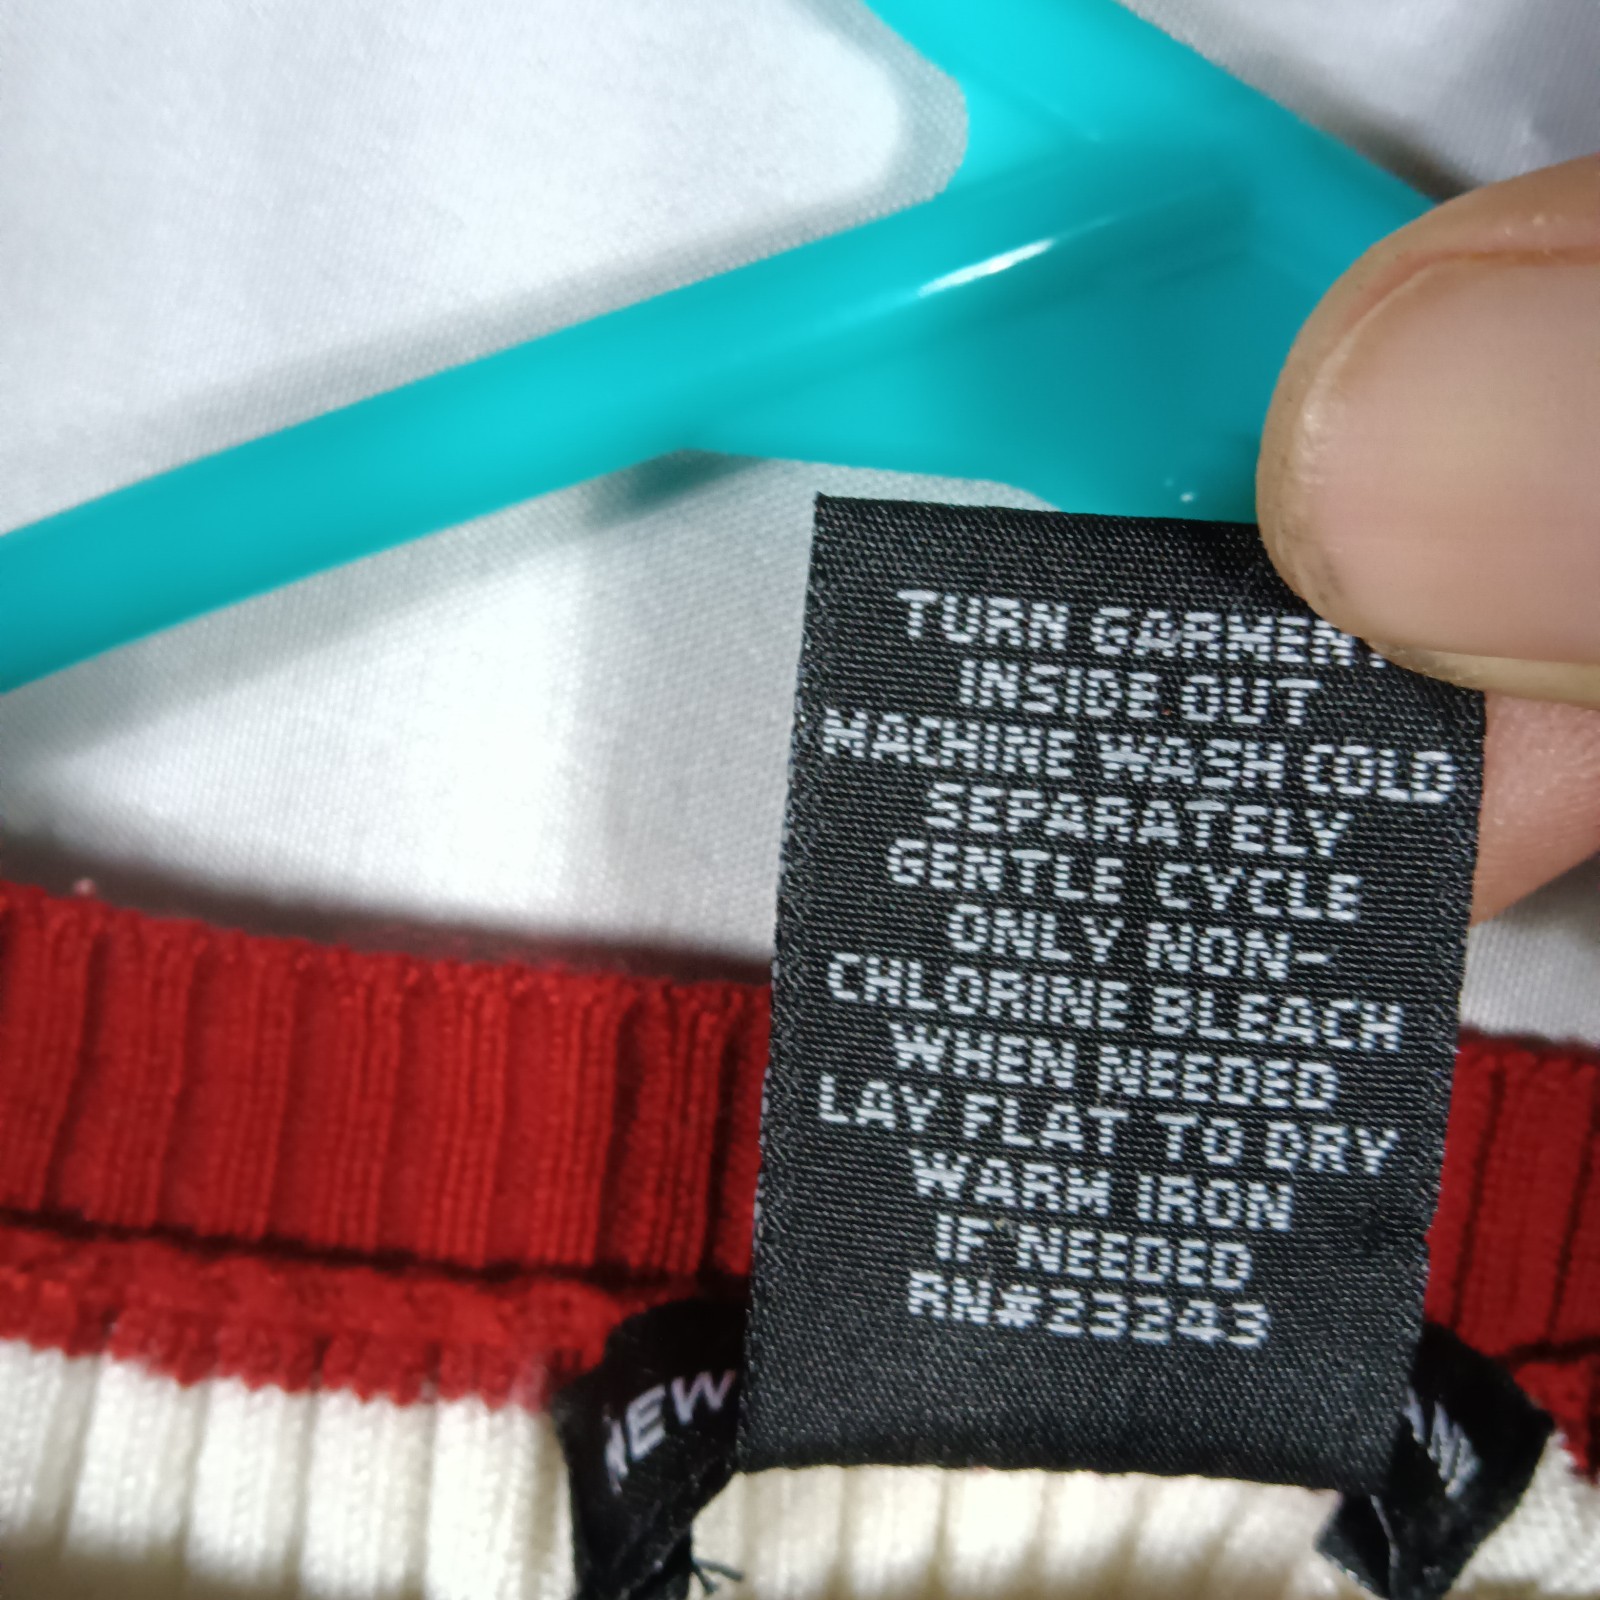 TURN GARMENT
INSIDE OUT
MACHINE WASH COLD
SEPARATELY
GENTLE CYCLE
ONLY NON-
CHLORINE BLEACH
WHEN NEEDED
LAY FLAT TO DRY
WARM IRON
IF NEEDED
RN#23243
NEW